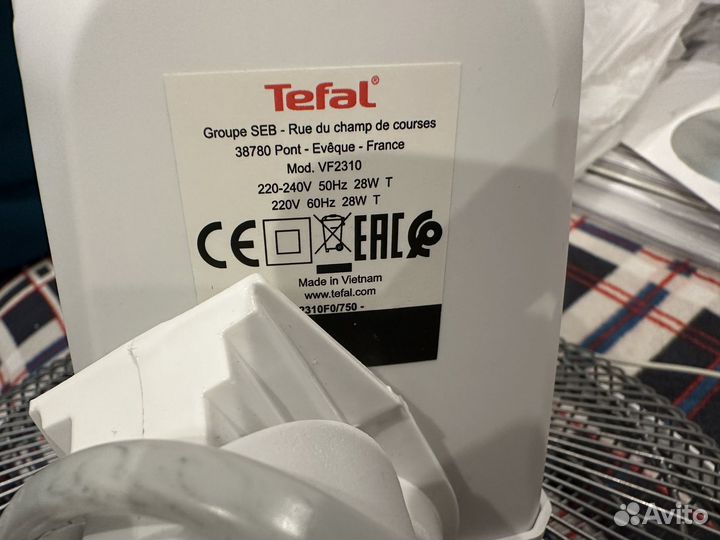 Tefal®
Groupe SEB - Rue du champ de courses
38780 Pont - Evêque - France
Mod. VF2310
220-240V 50Hz 28W T
220V 60Hz 28W T
CE EAC
Made in Vietnam
www.tefal.com
2310F0/750 -
Avito